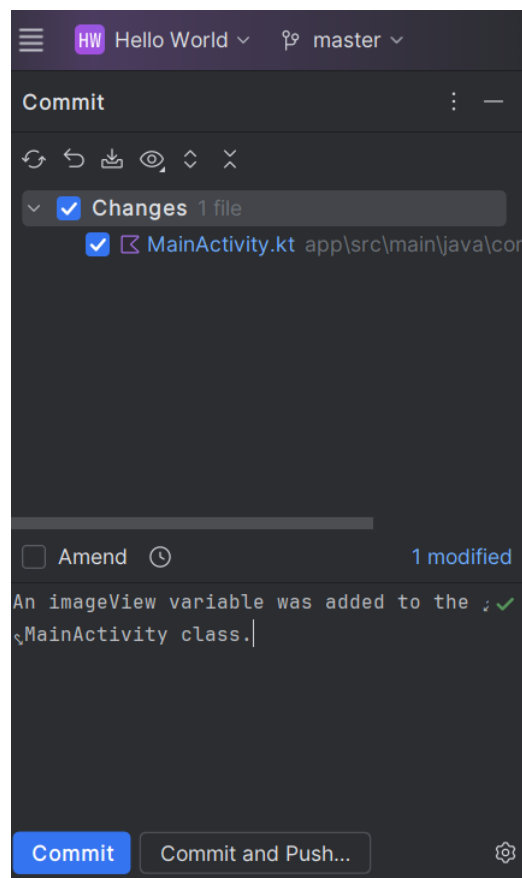 HW Hello World master
Commit
Changes 1 file
MainActivity.kt app\src\main\java\cor
Amend 1 modified
An imageView variable was added to the
MainActivity class.
Commit Commit and Push...